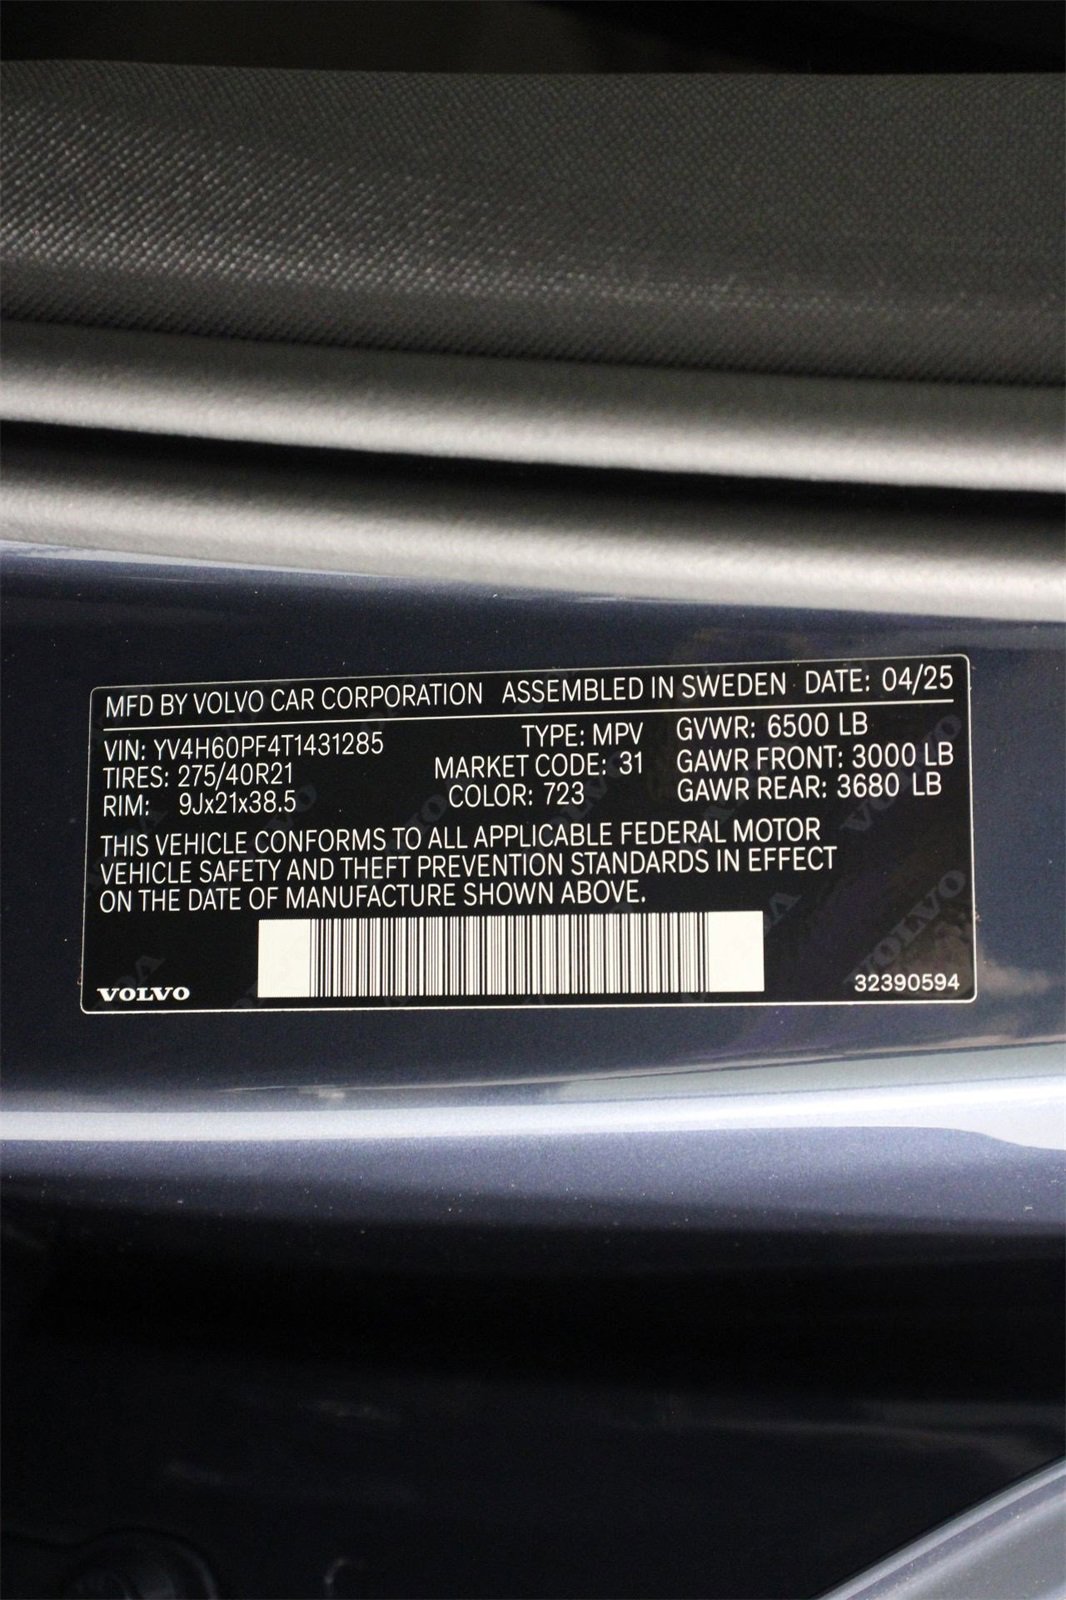 MFD BY VOLVO CAR CORPORATION ASSEMBLED IN SWEDEN DATE: 04/25
VIN: YV4H60PF4T1431285 TYPE: MPV GVWR: 6500 LB
TIRES: 275/40R21 MARKET CODE: 31 GAWR FRONT: 3000 LB
RIM: 9Jx21x38.5 COLOR: 723 GAWR REAR: 3680 LB
THIS VEHICLE CONFORMS TO ALL APPLICABLE FEDERAL MOTOR
VEHICLE SAFETY AND THEFT PREVENTION STANDARDS IN EFFECT
ON THE DATE OF MANUFACTURE SHOWN ABOVE.
VOLVO 32390594